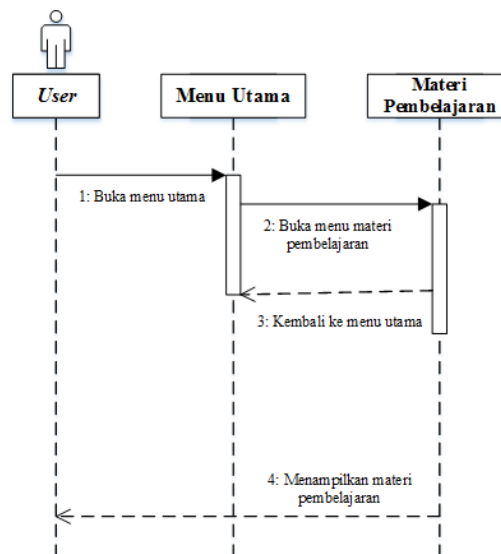 User
Menu Utama
Materi
Pembelajaran
1: Buka menu utama
2: Buka menu materi
pembelajaran
3: Kembali ke menu utama
4: Menampilkan materi
pembelajaran